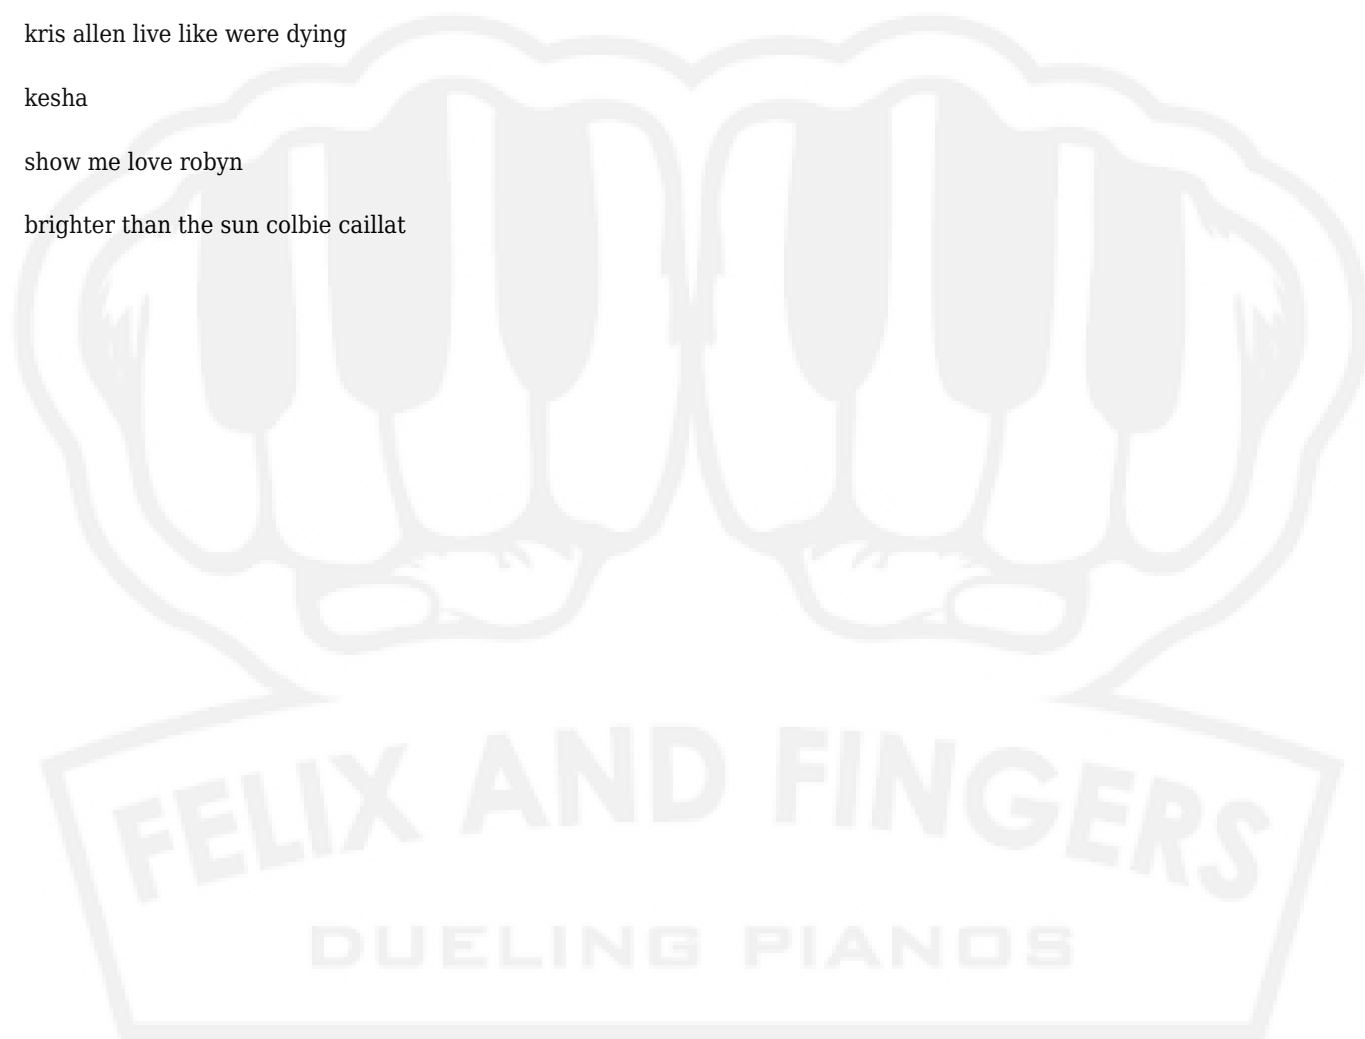 kris allen live like were dying
kesha
show me love robyn
brighter than the sun colbie caillat
FELIX AND FINGERS
DUELING PIANOS